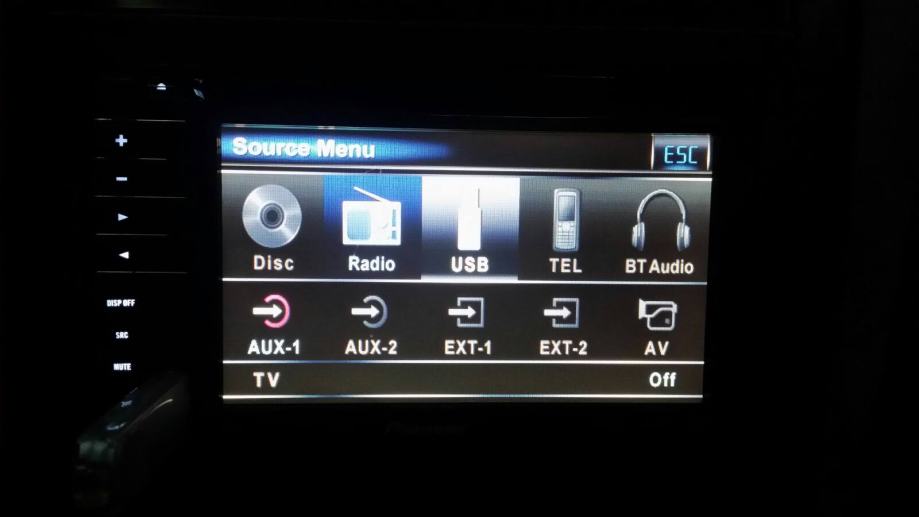 Source Menu
ESC
Disc
Radio
USB
TEL
BT Audio
AUX-1
AUX-2
EXT-1
EXT-2
AV
TV
Off
DISP OFF
SRC
MUTE
Pioneer